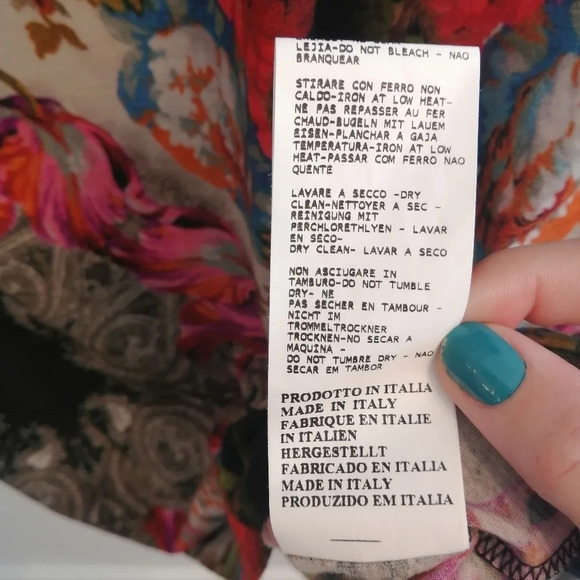 LEJIA-DO NOT BLEACH - NAO
BRANQUEAR
STIRARE CON FERRO NON
CALDO-IRON AT LOW HEAT-
NE PAS REPASSER AU FER
CHAUD-BUGELN MIT LAUEM
EISEN-PLANCHAR A GAJA
TEMPERATURA-IRON AT LOW
HEAT-PASSAR COM FERRO NAO
QUENTE
LAVARE A SECCO -DRY
CLEAN-NETTOYER A SEC -
REINIGUNG MIT
PERCHLORETHLYEN - LAVAR
EN SECO-
DRY CLEAN- LAVAR A SECO
NON ASCIUGARE IN
TAMBURO-DO NOT TUMBLE
DRY- NE
PAS SECHER EN TAMBOUR -
NICHT IM
TROMMELTROCKNER
TROCKNEN-NO SECAR A
MAQUINA -
DO NOT TUMBRE DRY - NAO
SECAR EM TAMBOR
PRODOTTO IN ITALIA
MADE IN ITALY
FABRIQUE EN ITALIE
IN ITALIEN
HERGESTELLT
FABRICADO EN ITALIA
MADE IN ITALY
PRODUZIDO EM ITALIA